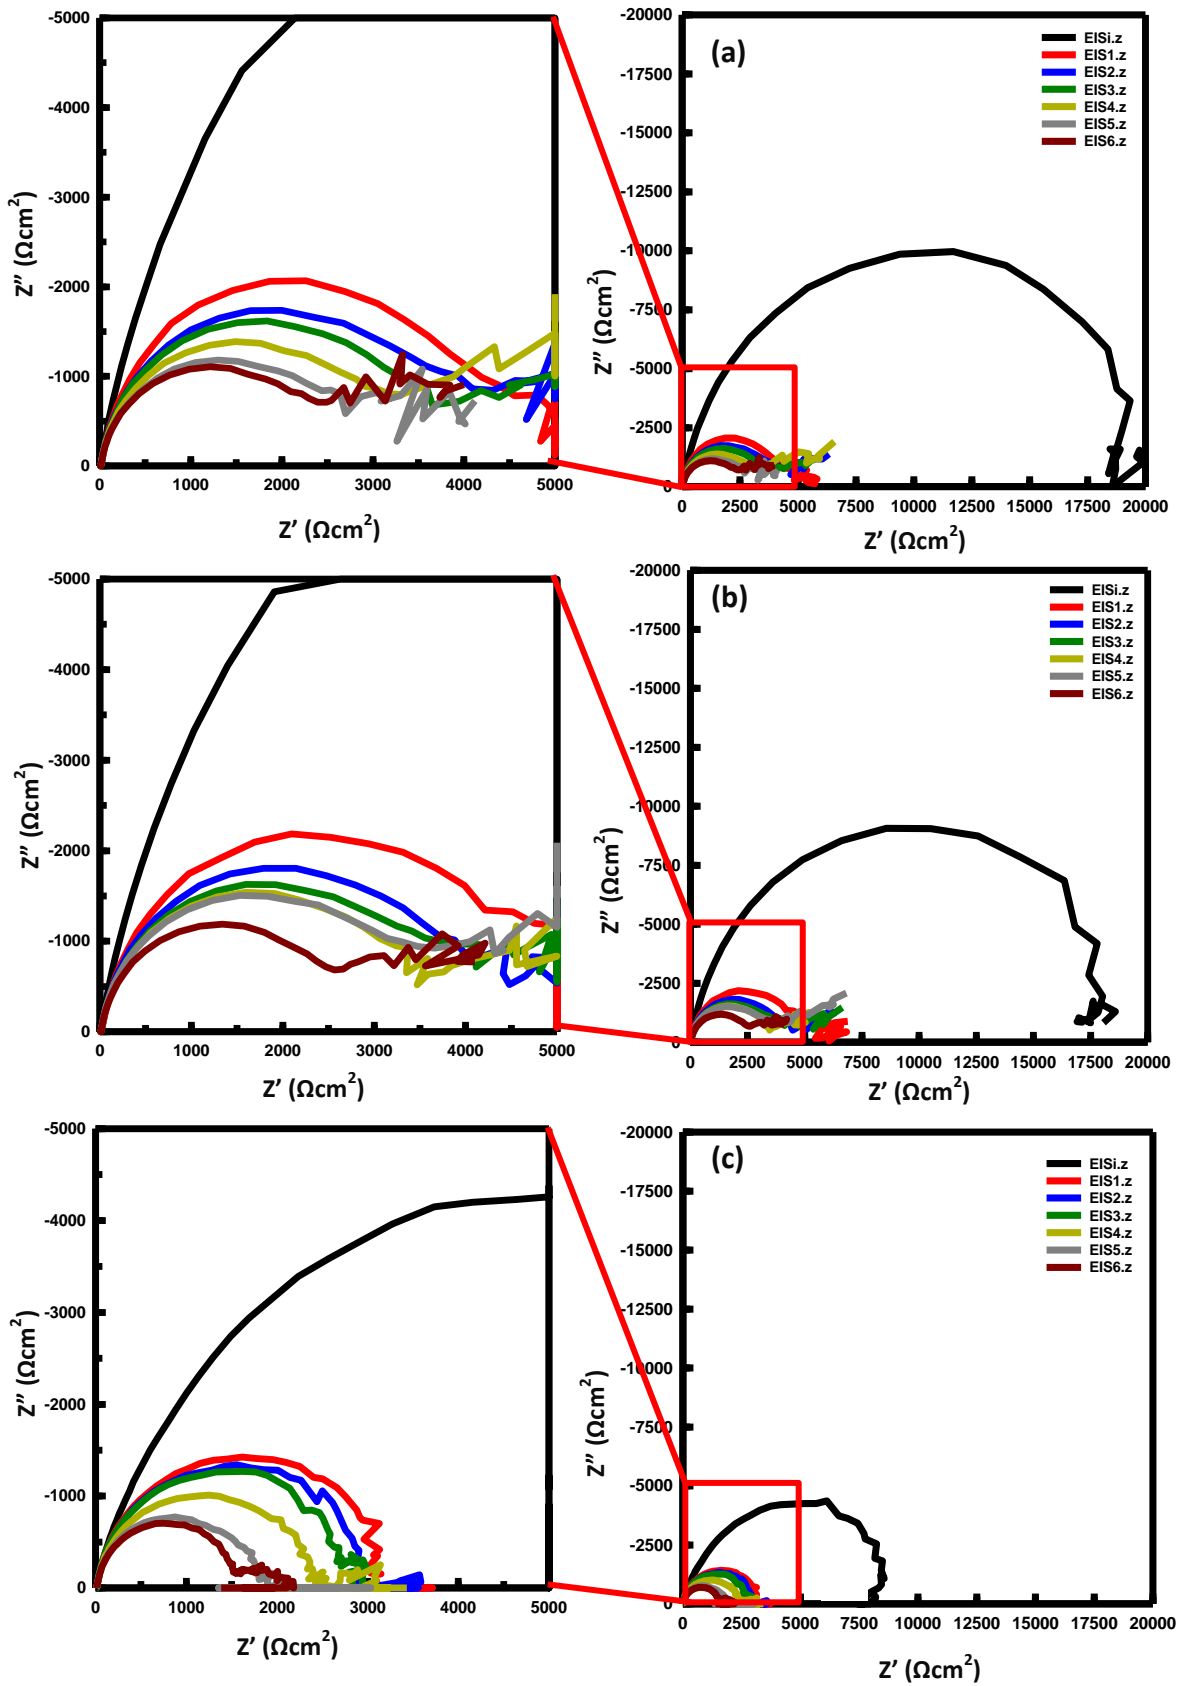 -5000
-4000
-3000
-2000
-1000
0
0 1000 2000 3000 4000 5000
Z″ (Ωcm²)
Z' (Ωcm²)
(a)
-20000
-17500
-15000
-12500
-10000
-7500
-5000
-2500
0
0 2500 5000 7500 10000 12500 15000 17500 20000
Z″ (Ωcm²)
Z' (Ωcm²)
EISi.z
EIS1.z
EIS2.z
EIS3.z
EIS4.z
EIS5.z
EIS6.z
-5000
-4000
-3000
-2000
-1000
0
0 1000 2000 3000 4000 5000
Z″ (Ωcm²)
Z' (Ωcm²)
(b)
-20000
-17500
-15000
-12500
-10000
-7500
-5000
-2500
0
0 2500 5000 7500 10000 12500 15000 17500 20000
Z″ (Ωcm²)
Z' (Ωcm²)
EISi.z
EIS1.z
EIS2.z
EIS3.z
EIS4.z
EIS5.z
EIS6.z
-5000
-4000
-3000
-2000
-1000
0
0 1000 2000 3000 4000 5000
Z″ (Ωcm²)
Z' (Ωcm²)
(c)
-20000
-17500
-15000
-12500
-10000
-7500
-5000
-2500
0
0 2500 5000 7500 10000 12500 15000 17500 20000
Z″ (Ωcm²)
Z' (Ωcm²)
EISi.z
EIS1.z
EIS2.z
EIS3.z
EIS4.z
EIS5.z
EIS6.z